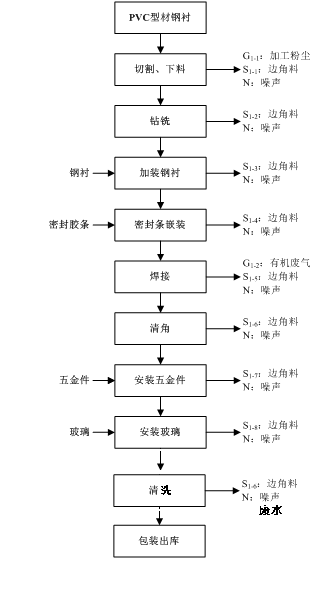 PVC型材钢衬
切割、下料
G1-1：加工粉尘
S1-1：边角料
N：噪声
钻铣
S1-2：边角料
N：噪声
钢衬
加装钢衬
S1-3：边角料
N：噪声
密封胶条
密封条嵌装
S1-4：边角料
N：噪声
焊接
G1-2：有机废气
S1-5：边角料
N：噪声
清角
S1-6：边角料
N：噪声
五金件
安装五金件
S1-7：边角料
N：噪声
玻璃
安装玻璃
S1-8：边角料
N：噪声
清洗
S1-6：边角料
N：噪声
废水
包装出库